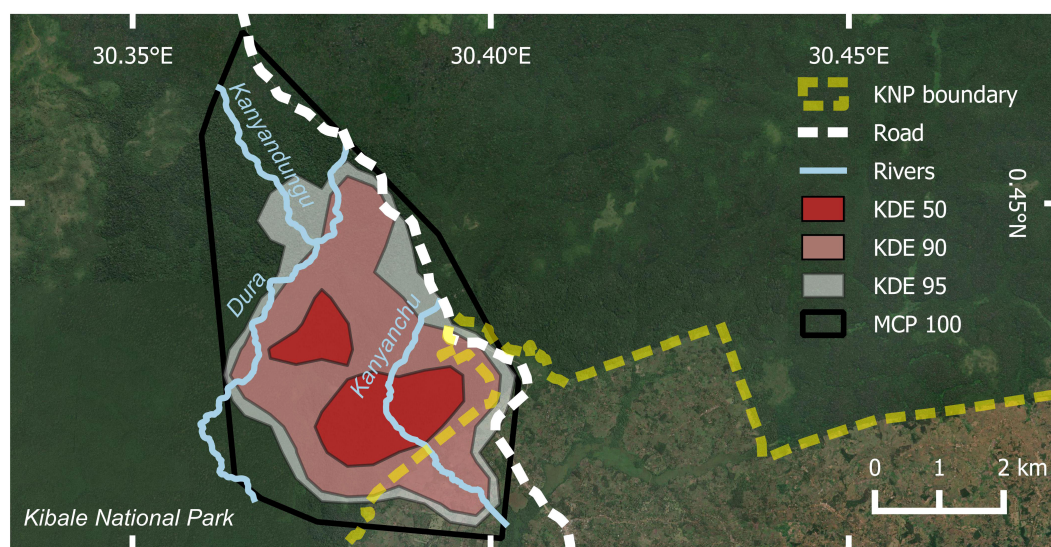 30.35°E
30.40°E
30.45°E
KNP boundary
Road
Rivers
KDE 50
KDE 90
KDE 95
MCP 100
0.45°N
Kanyandungu
Dura
Kanyanchu
0 1 2 km
Kibale National Park